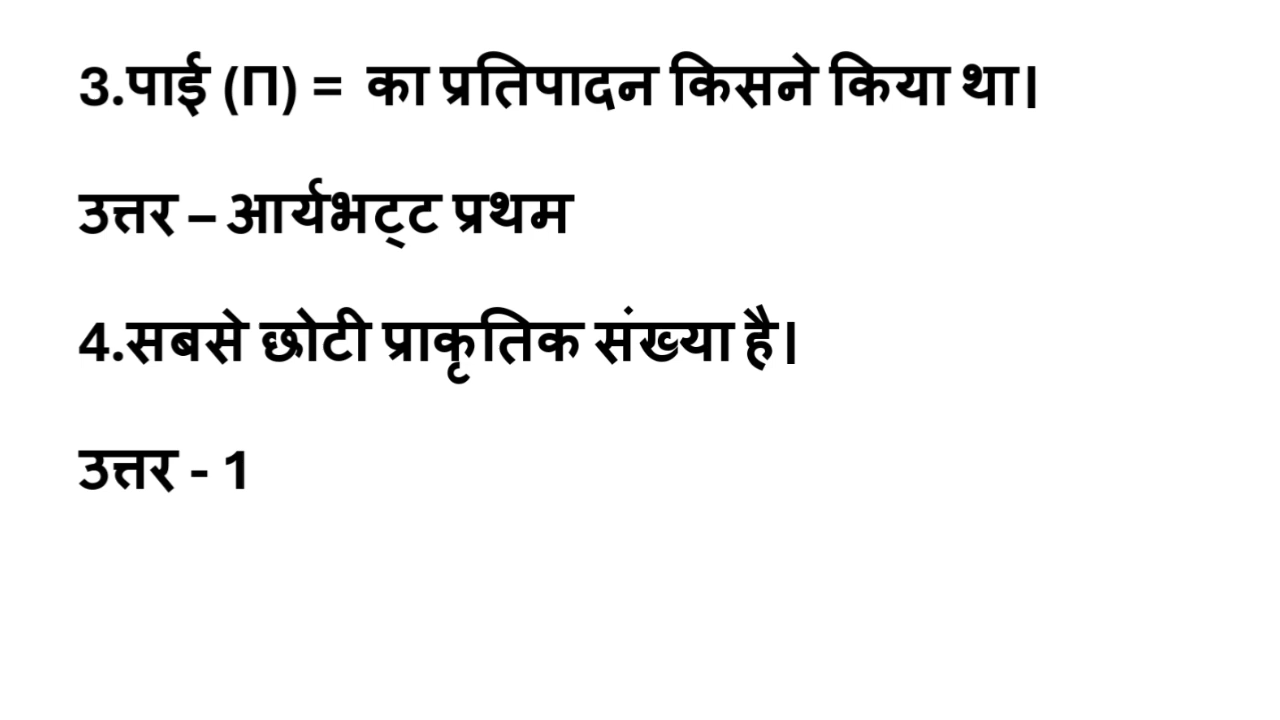 3.पाई (Π) = का प्रतिपादन किसने किया था।
उत्तर – आर्यभट्ट प्रथम
4.सबसे छोटी प्राकृतिक संख्या है।
उत्तर - 1